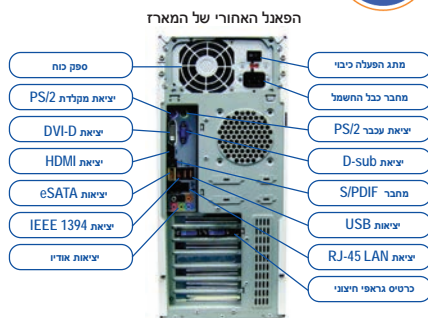 הפאנל האחורי של המארז
מתג הפעלה כיבוי
ספק כוח
מחבר כבל החשמל
יציאת מקלדת PS/2
יציאת עכבר PS/2
יציאת DVI-D
יציאת D-sub
יציאת HDMI
מחבר S/PDIF
יציאות eSATA
יציאות USB
יציאת IEEE 1394
יציאת RJ-45 LAN
יציאות אודיו
כרטיס גראפי חיצוני